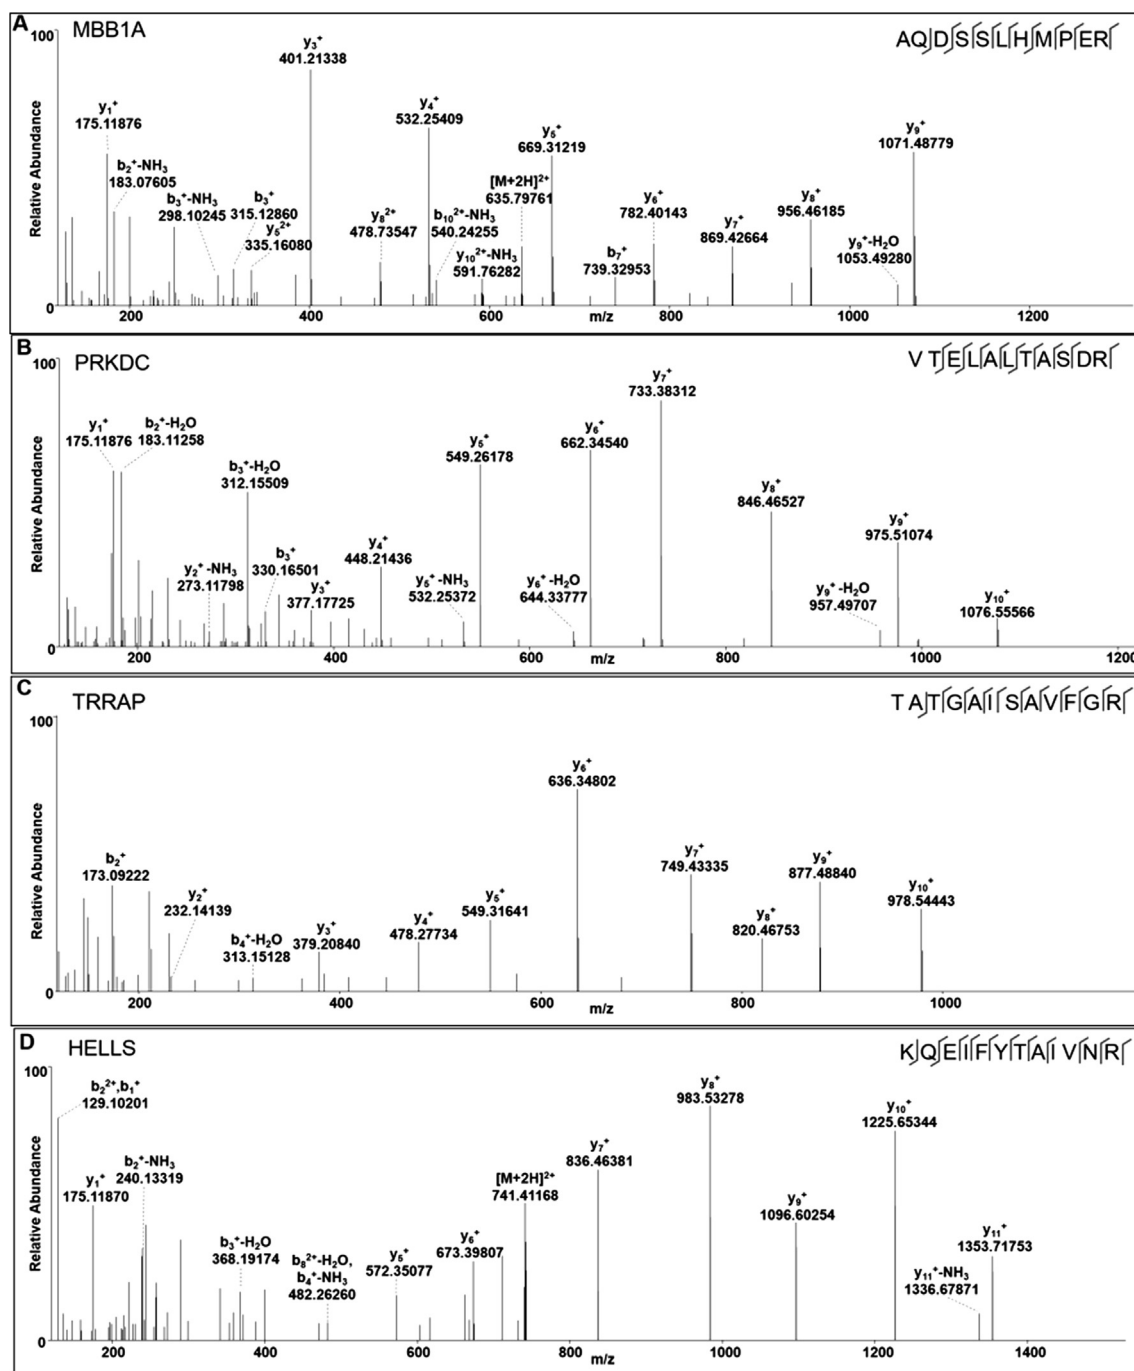 A MBB1A
AQDSSLHMPER
100
Relative Abundance
y₁⁺
175.11876
b₂⁺-NH₃
183.07605
b₃⁺-NH₃
298.10245
b₃⁺
315.12860
y₅²⁺
335.16080
y₃⁺
401.21338
y₈²⁺
478.73547
y₄⁺
532.25409
b₁₀²⁺-NH₃
540.24255
y₁₀²⁺-NH₃
591.76282
[M+2H]²⁺
635.79761
y₅⁺
669.31219
b₇⁺
739.32953
y₆⁺
782.40143
y₇⁺
869.42664
y₈⁺
956.46185
y₉⁺-H₂O
1053.49280
y₉⁺
1071.48779
0
200 400 600 m/z 800 1000 1200
B PRKDC
VTELALTASDR
100
Relative Abundance
y₁⁺
175.11876
b₂⁺-H₂O
183.11258
y₂⁺-NH₃
273.11798
b₃⁺-H₂O
312.15509
b₃⁺
330.16501
y₃⁺
377.17725
y₄⁺
448.21436
y₅⁺-NH₃
532.25372
y₅⁺
549.26178
y₆⁺-H₂O
644.33777
y₆⁺
662.34540
y₇⁺
733.38312
y₈⁺
846.46527
y₉⁺-H₂O
957.49707
y₉⁺
975.51074
y₁₀⁺
1076.55566
0
200 400 600 m/z 800 1000 1200
C TRRAP
TATGAISAVFGR
100
Relative Abundance
b₂⁺
173.09222
y₂⁺
232.14139
b₄⁺-H₂O
313.15128
y₃⁺
379.20840
y₄⁺
478.27734
y₅⁺
549.31641
y₆⁺
636.34802
y₇⁺
749.43335
y₈⁺
820.46753
y₉⁺
877.48840
y₁₀⁺
978.54443
0
200 400 600 m/z 800 1000
D HELLS
KQEIFYTAIVNR
100
Relative Abundance
b₂²⁺,b₁⁺
129.10201
y₁⁺
175.11870
b₂⁺-NH₃
240.13319
b₃⁺-H₂O
368.19174
b₈²⁺-H₂O,
b₄⁺-NH₃
482.26260
y₅⁺
572.35077
y₆⁺
673.39807
[M+2H]²⁺
741.41168
y₇⁺
836.46381
y₈⁺
983.53278
y₉⁺
1096.60254
y₁₀⁺
1225.65344
y₁₁⁺-NH₃
1336.67871
y₁₁⁺
1353.71753
0
200 400 600 m/z 800 1000 1200 1400